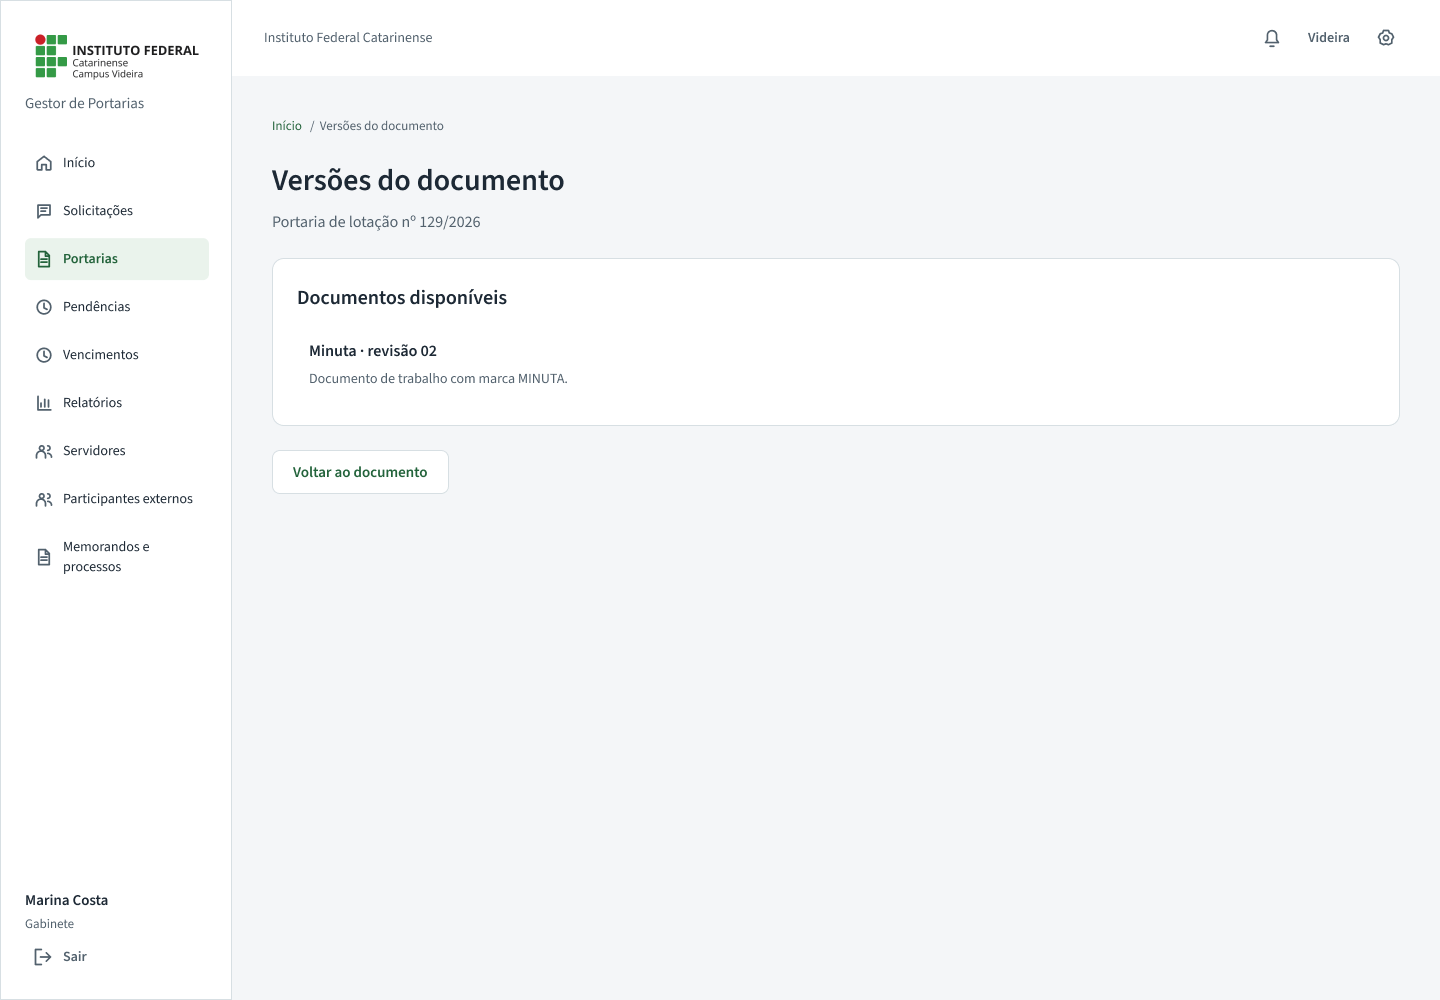 INSTITUTO FEDERAL
Catarinense
Campus Videira
Gestor de Portarias
Início
Solicitações
Portarias
Pendências
Vencimentos
Relatórios
Servidores
Participantes externos
Memorandos e
processos
Marina Costa
Gabinete
Sair
Instituto Federal Catarinense
Videira
Início / Versões do documento
Versões do documento
Portaria de lotação nº 129/2026
Documentos disponíveis
Minuta · revisão 02
Documento de trabalho com marca MINUTA.
Voltar ao documento